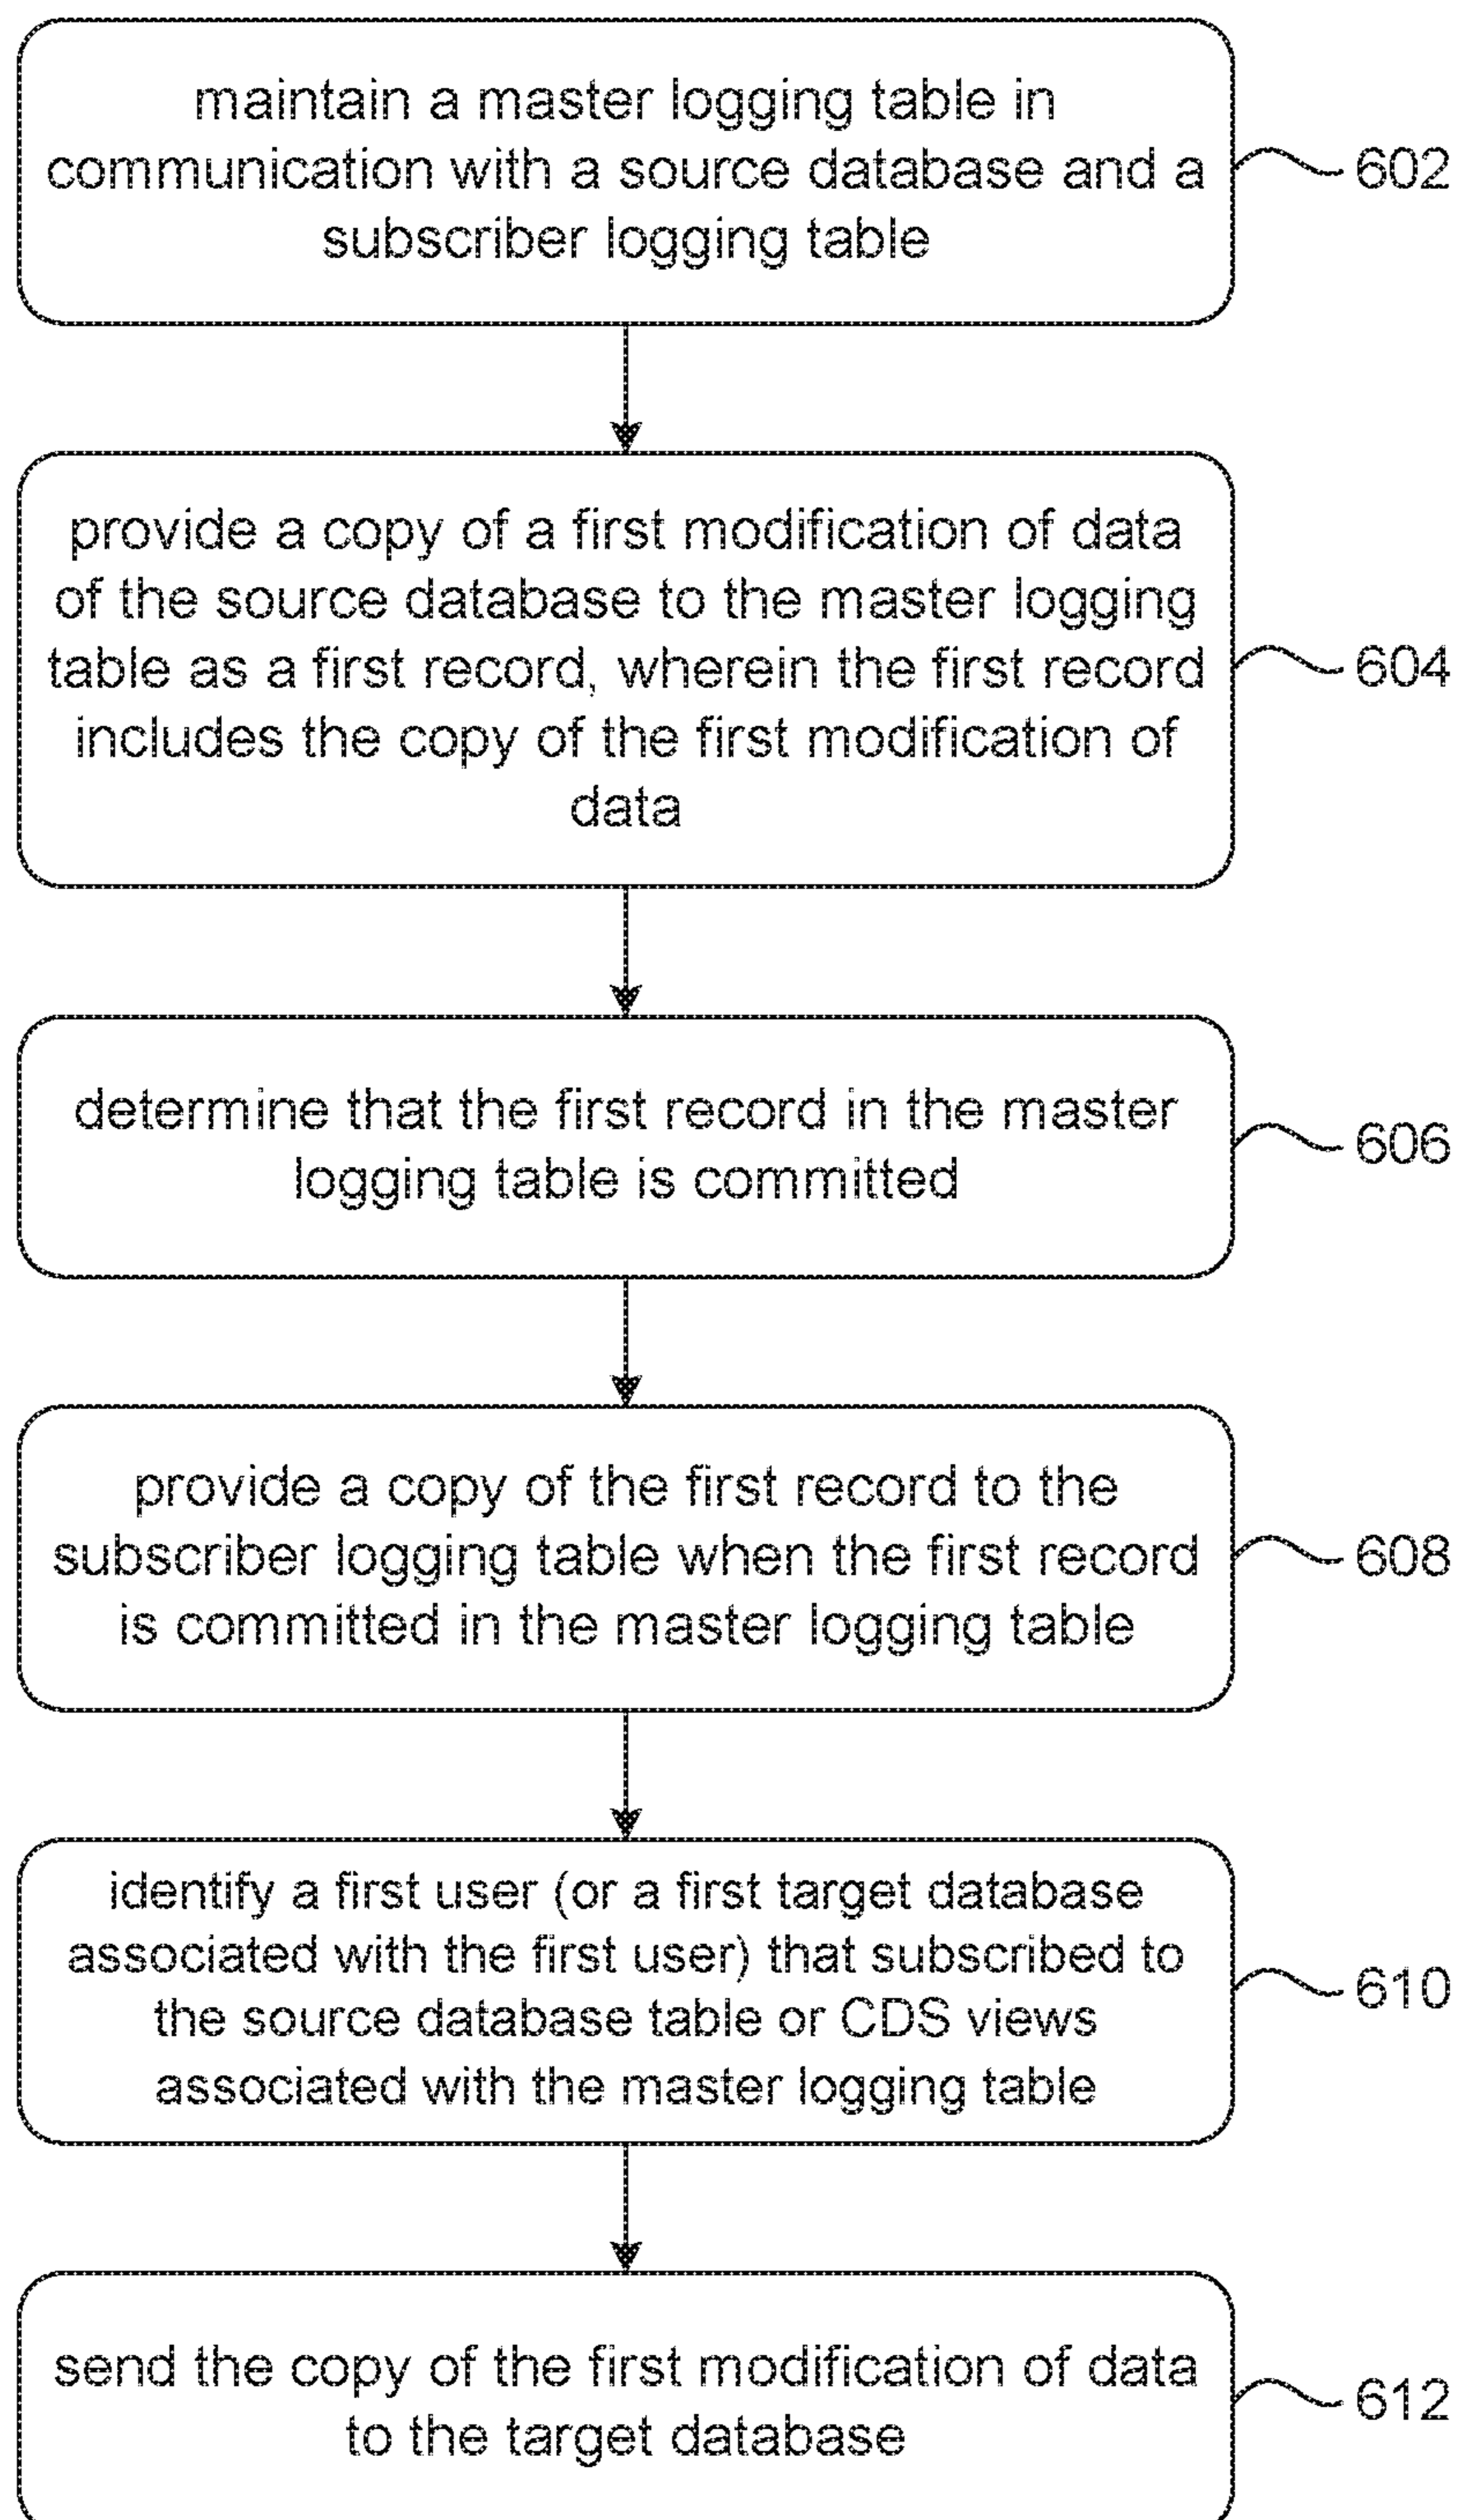 maintain a master logging table in
communication with a source database and a
subscriber logging table
602
provide a copy of a first modification of data
of the source database to the master logging
table as a first record, wherein the first record
includes the copy of the first modification of
data
604
determine that the first record in the master
logging table is committed
606
provide a copy of the first record to the
subscriber logging table when the first record
is committed in the master logging table
608
identify a first user (or a first target database
associated with the first user) that subscribed to
the source database table or CDS views
associated with the master logging table
610
send the copy of the first modification of data
to the target database
612